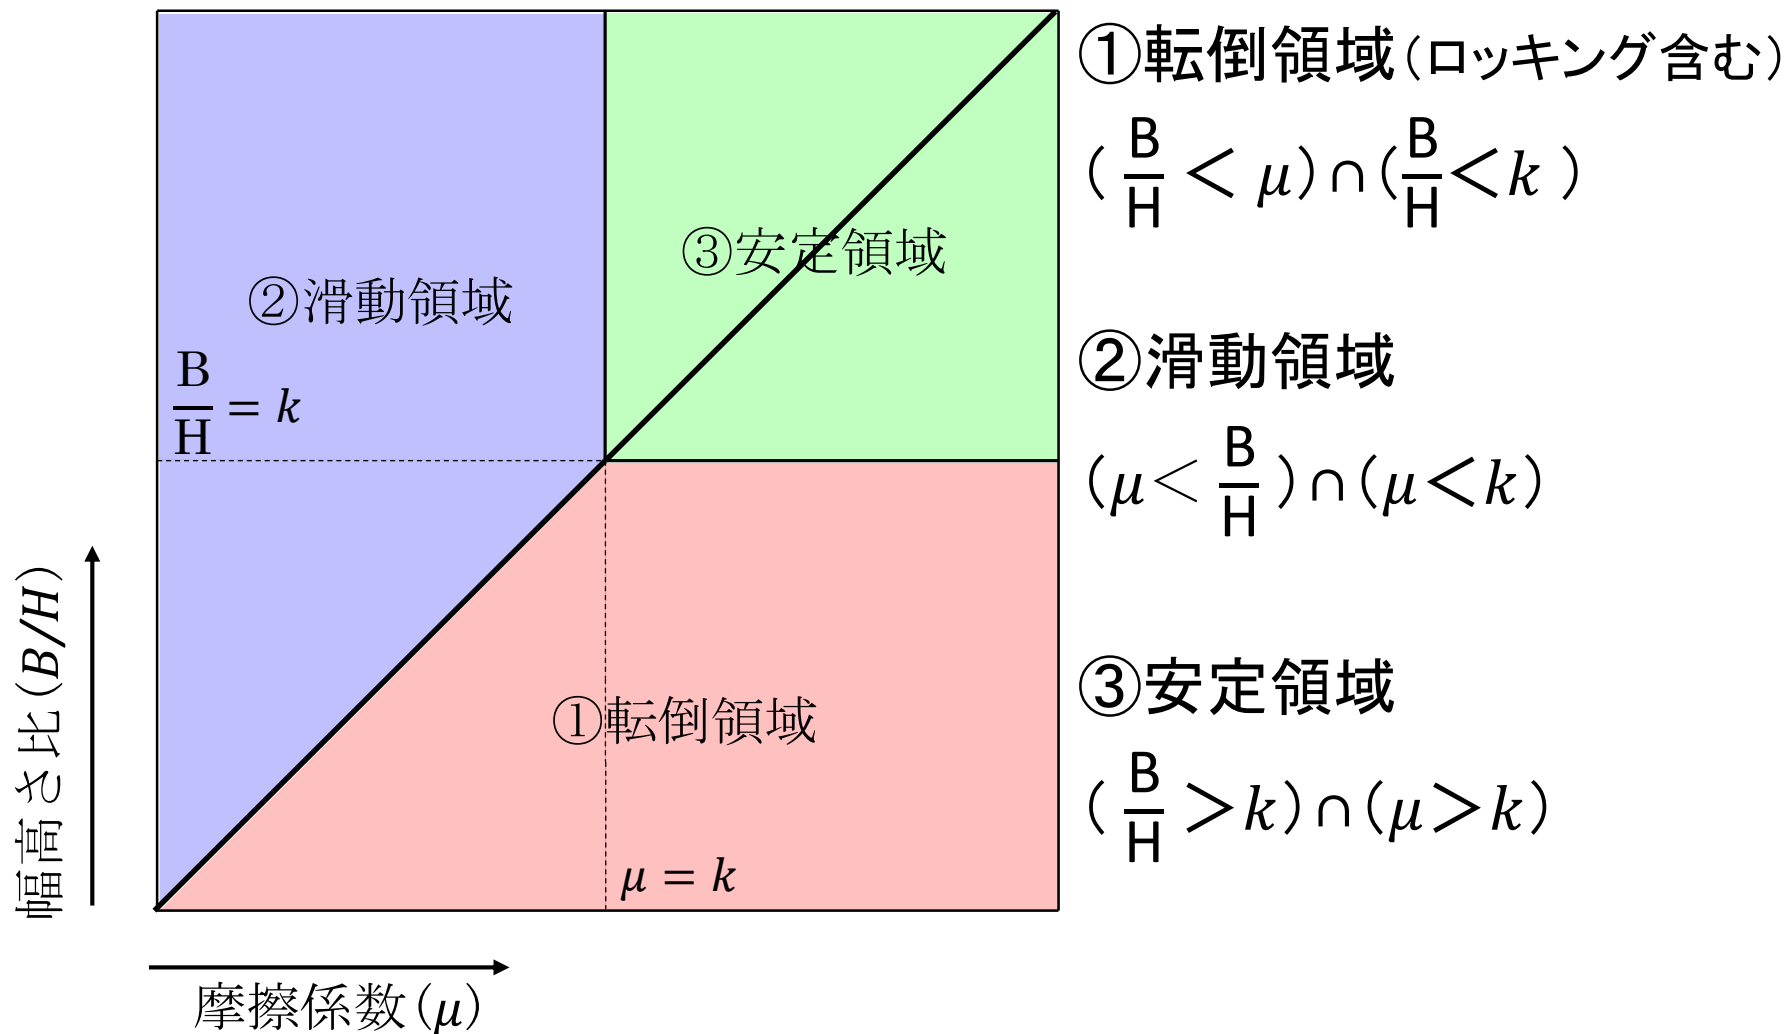 ②滑動領域
③安定領域
B/H = k
①転倒領域
μ = k
幅高さ比(B/H)
摩擦係数(μ)
①転倒領域(ロッキング含む)
(B/H < μ)∩(B/H<k)
②滑動領域
(μ<B/H)∩(μ<k)
③安定領域
(B/H>k)∩(μ>k)